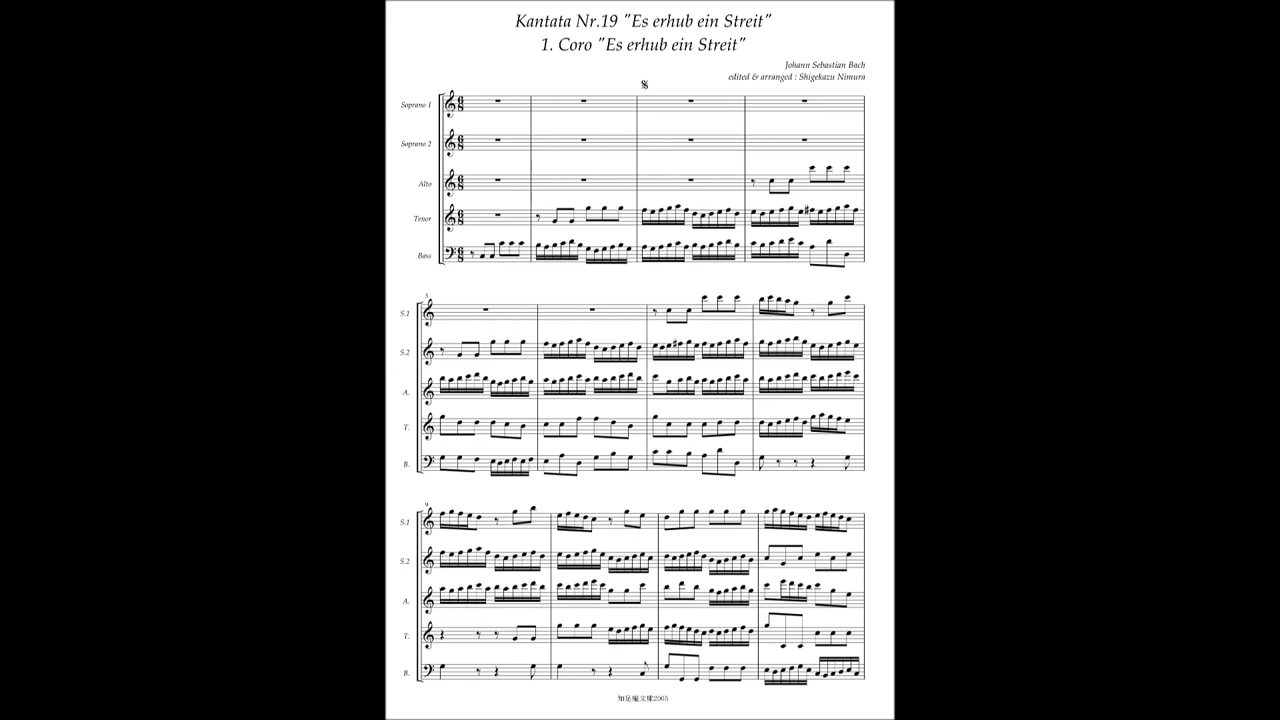 Kantata Nr.19 "Es erhub ein Streit"
1. Coro "Es erhub ein Streit"
Johann Sebastian Bach
edited & arranged : Shigekazu Nimura
Soprano 1
Soprano 2
Alto
Tenor
Bass
5
S.1
S.2
A.
T.
B.
9
S.1
S.2
A.
T.
B.
知足庵文庫2005